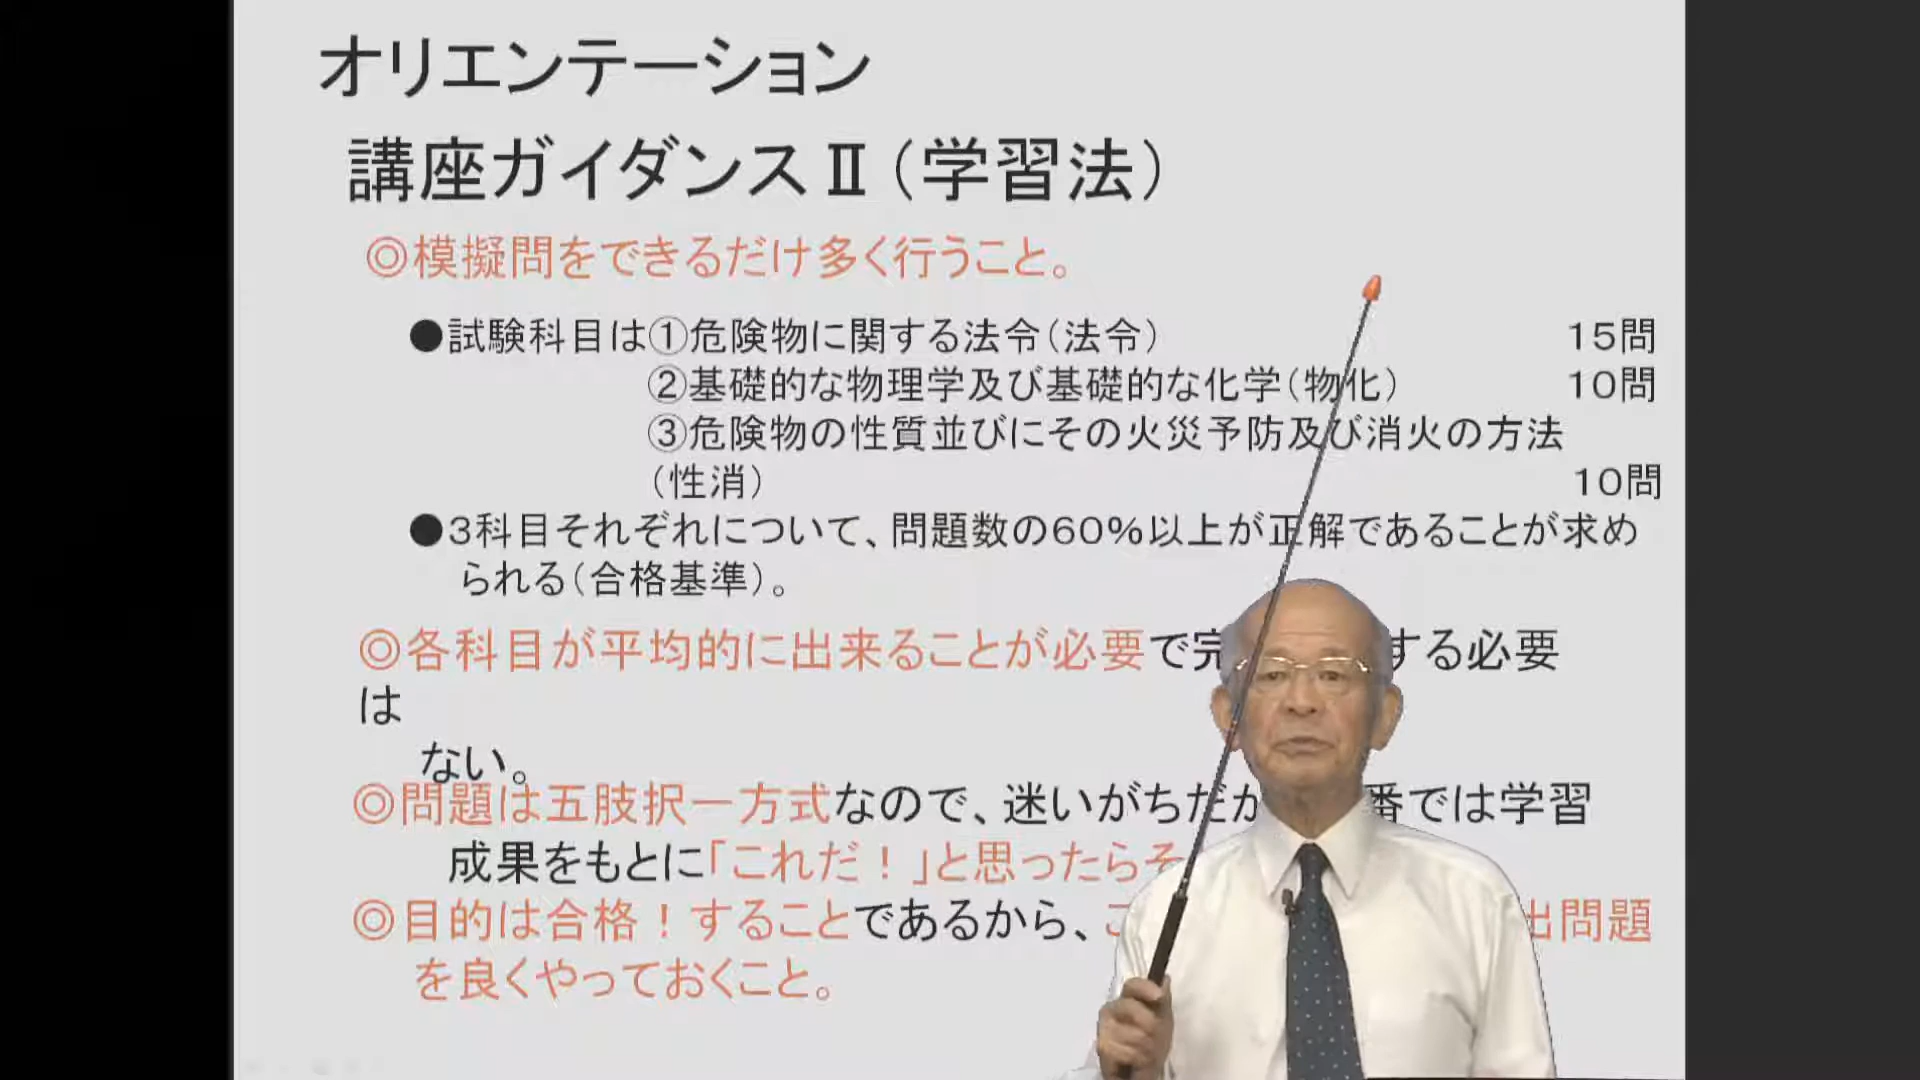 オリエンテーション
講座ガイダンスⅡ(学習法)
◎模擬問をできるだけ多く行うこと。
●試験科目は①危険物に関する法令(法令) 15問
②基礎的な物理学及び基礎的な化学(物化) 10問
③危険物の性質並びにその火災予防及び消火の方法
(性消) 10問
●3科目それぞれについて、問題数の60%以上が正解であることが求め
られる(合格基準)。
◎各科目が平均的に出来ることが必要で完 する必要
は
ない。
◎問題は五肢択一方式なので、迷いがちだが 番では学習
成果をもとに「これだ!」と思ったらそ
◎目的は合格!することであるから、こ 出問題
を良くやっておくこと。